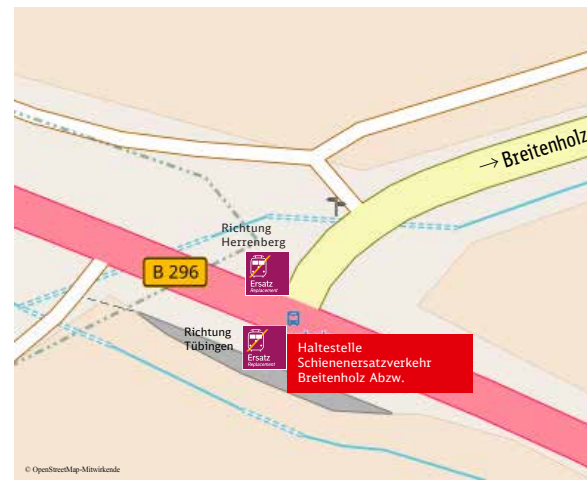 → Breitenholz
Richtung
Herrenberg
Ersatz
Replacement
B 296
Richtung
Tübingen
Ersatz
Replacement
Haltestelle
Schienenersatzverkehr
Breitenholz Abzw.
© OpenStreetMap-Mitwirkende